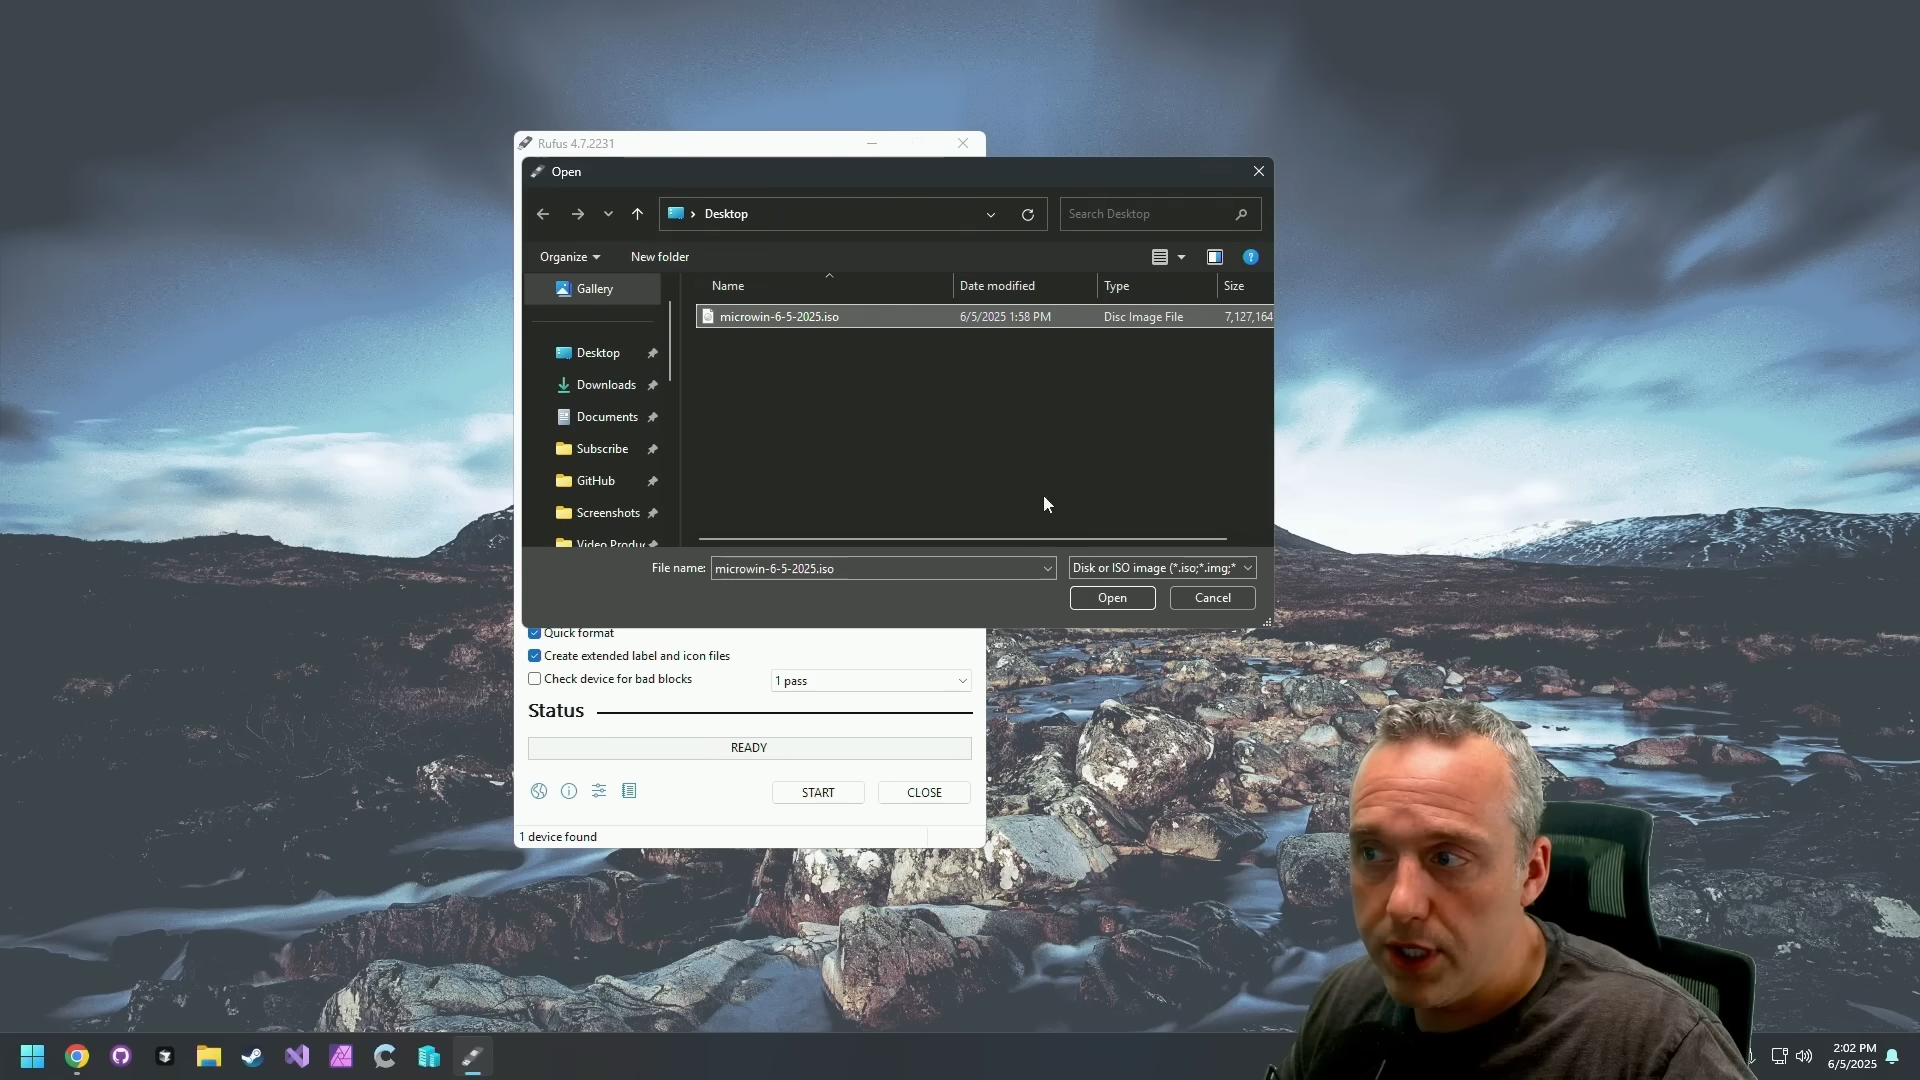 Rufus 4.7.2231
Open
Desktop
Search Desktop
Organize
New folder
Gallery
Name
Date modified
Type
Size
microwin-6-5-2025.iso
6/5/2025 1:58 PM
Disc Image File
7,127,164
Desktop
Downloads
Documents
Subscribe
GitHub
Screenshots
Video Produ
File name:
microwin-6-5-2025.iso
Disk or ISO image (*.iso;*.img;*
Open
Cancel
Quick format
Create extended label and icon files
Check device for bad blocks
1 pass
Status
READY
START
CLOSE
1 device found
2:02 PM
6/5/2025